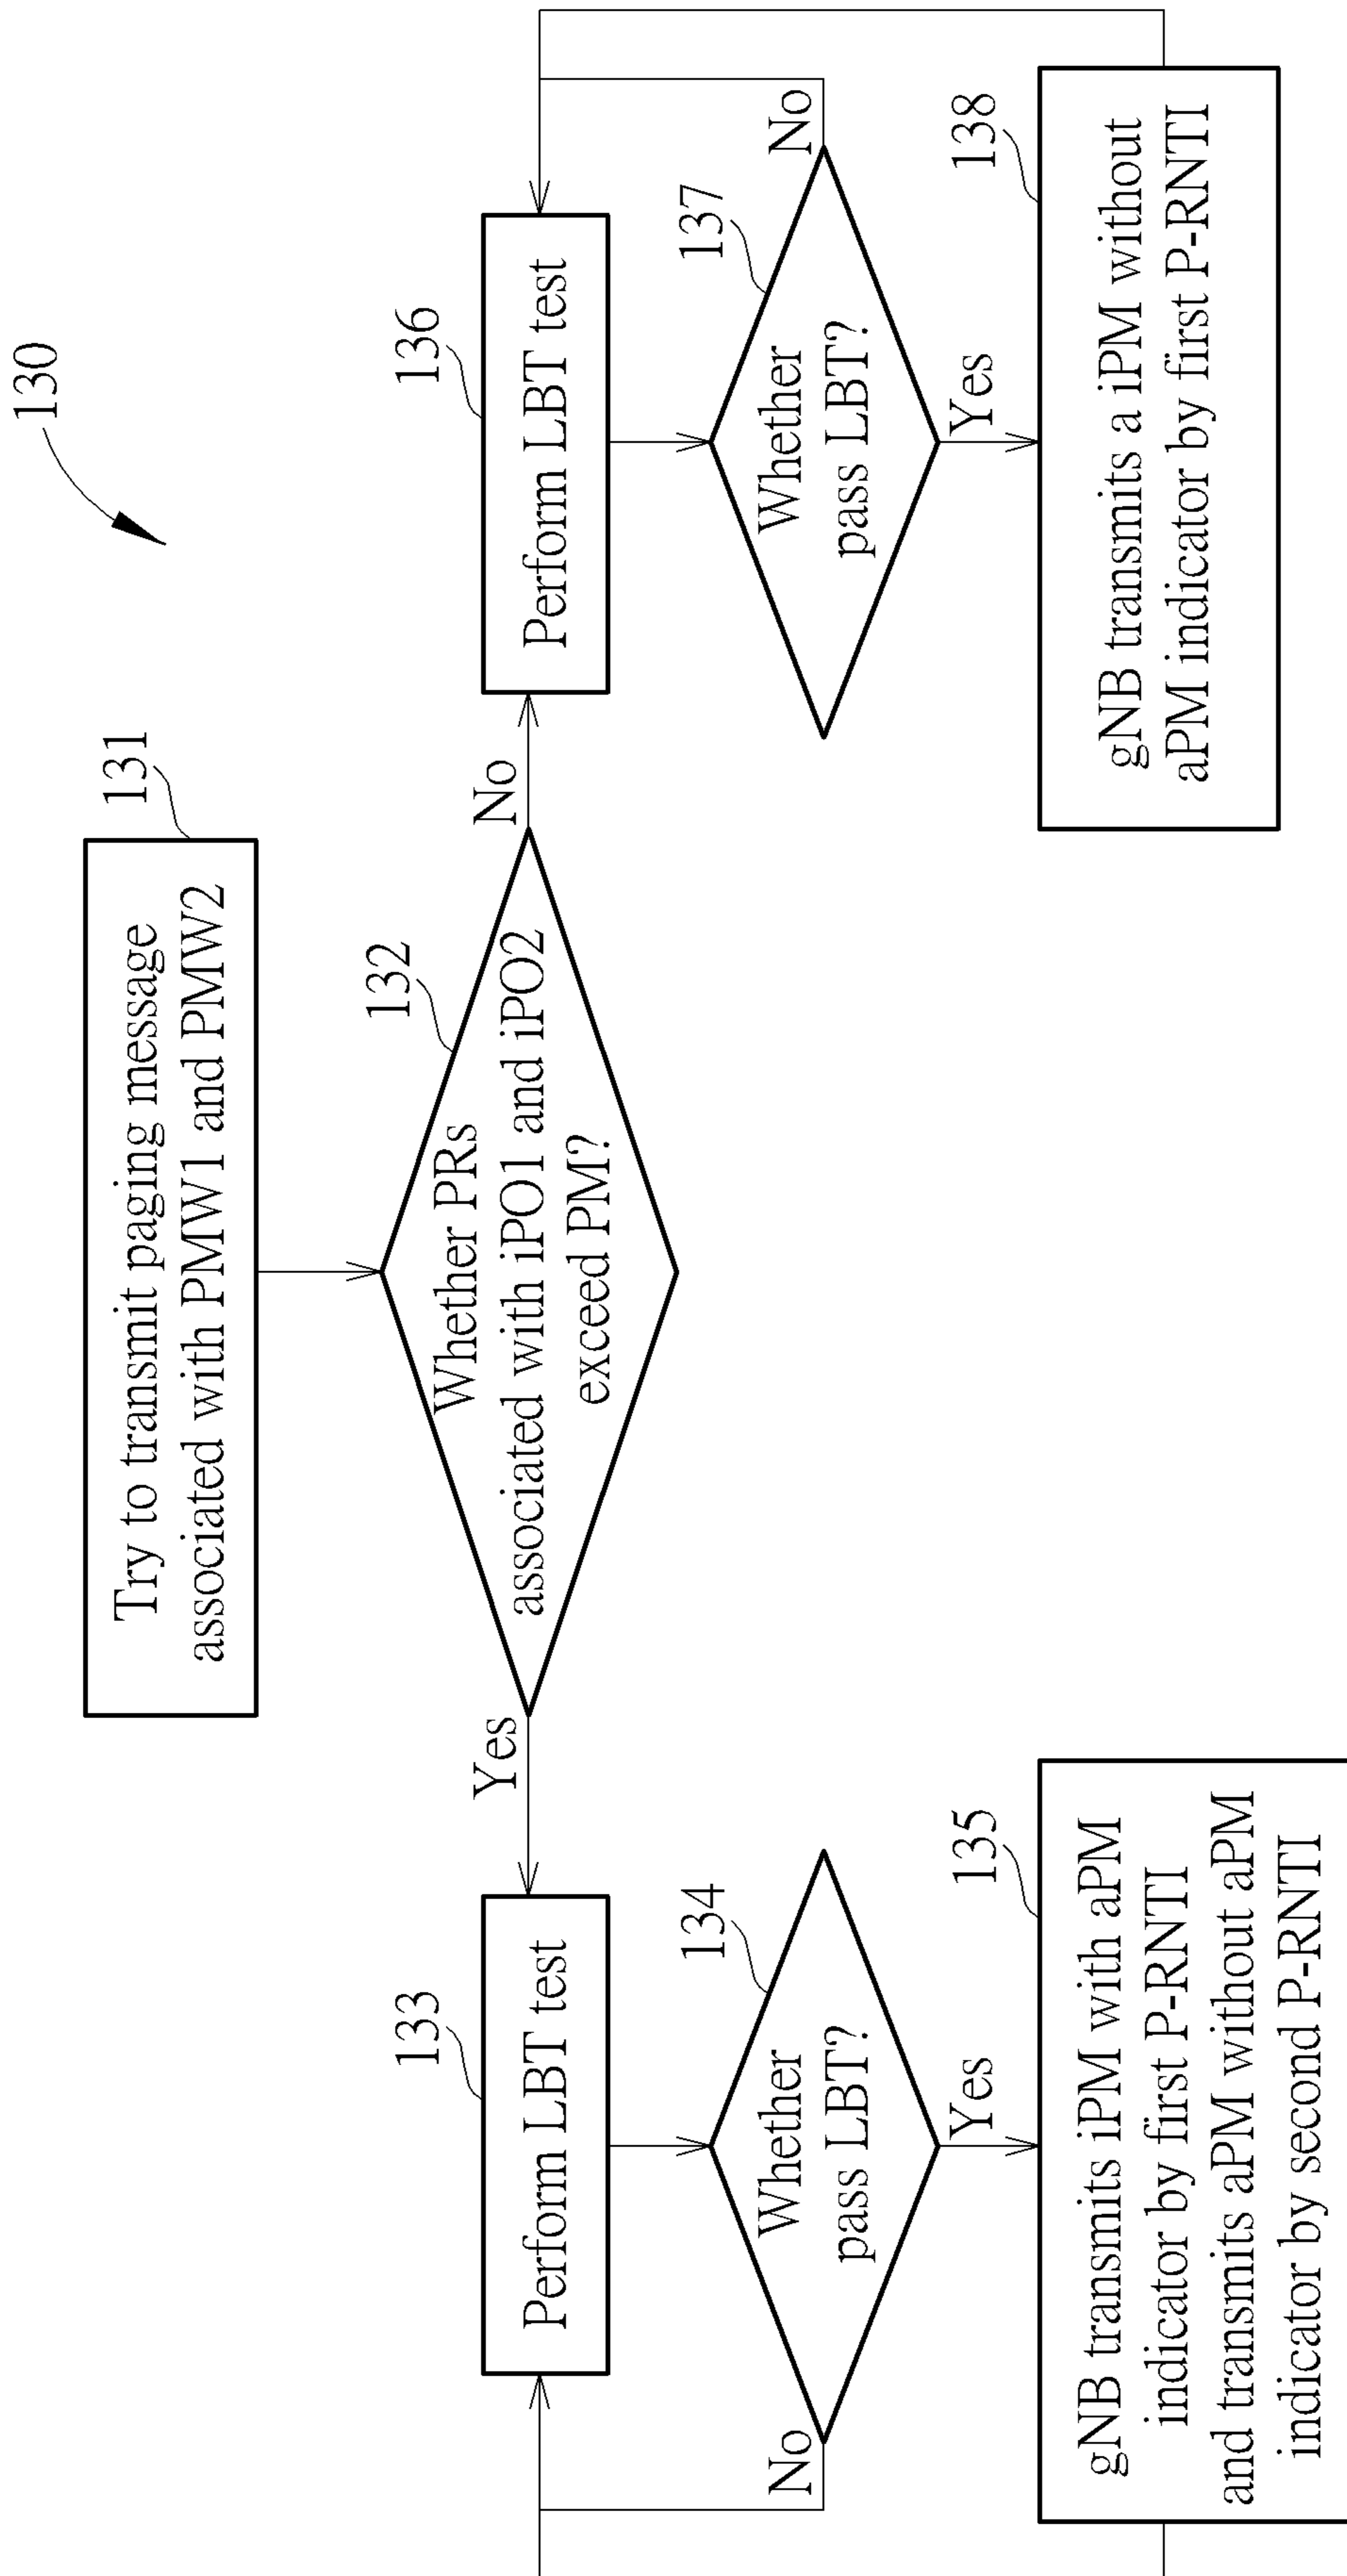 130
131
Try to transmit paging message
associated with PMW1 and PMW2
132
Whether PRs
associated with iPO1 and iPO2
exceed PM?
Yes
No
133
Perform LBT test
134
Whether
pass LBT?
No
Yes
135
gNB transmits iPM with aPM
indicator by first P-RNTI
and transmits aPM without aPM
indicator by second P-RNTI
136
Perform LBT test
137
Whether
pass LBT?
No
Yes
138
gNB transmits a iPM without
aPM indicator by first P-RNTI